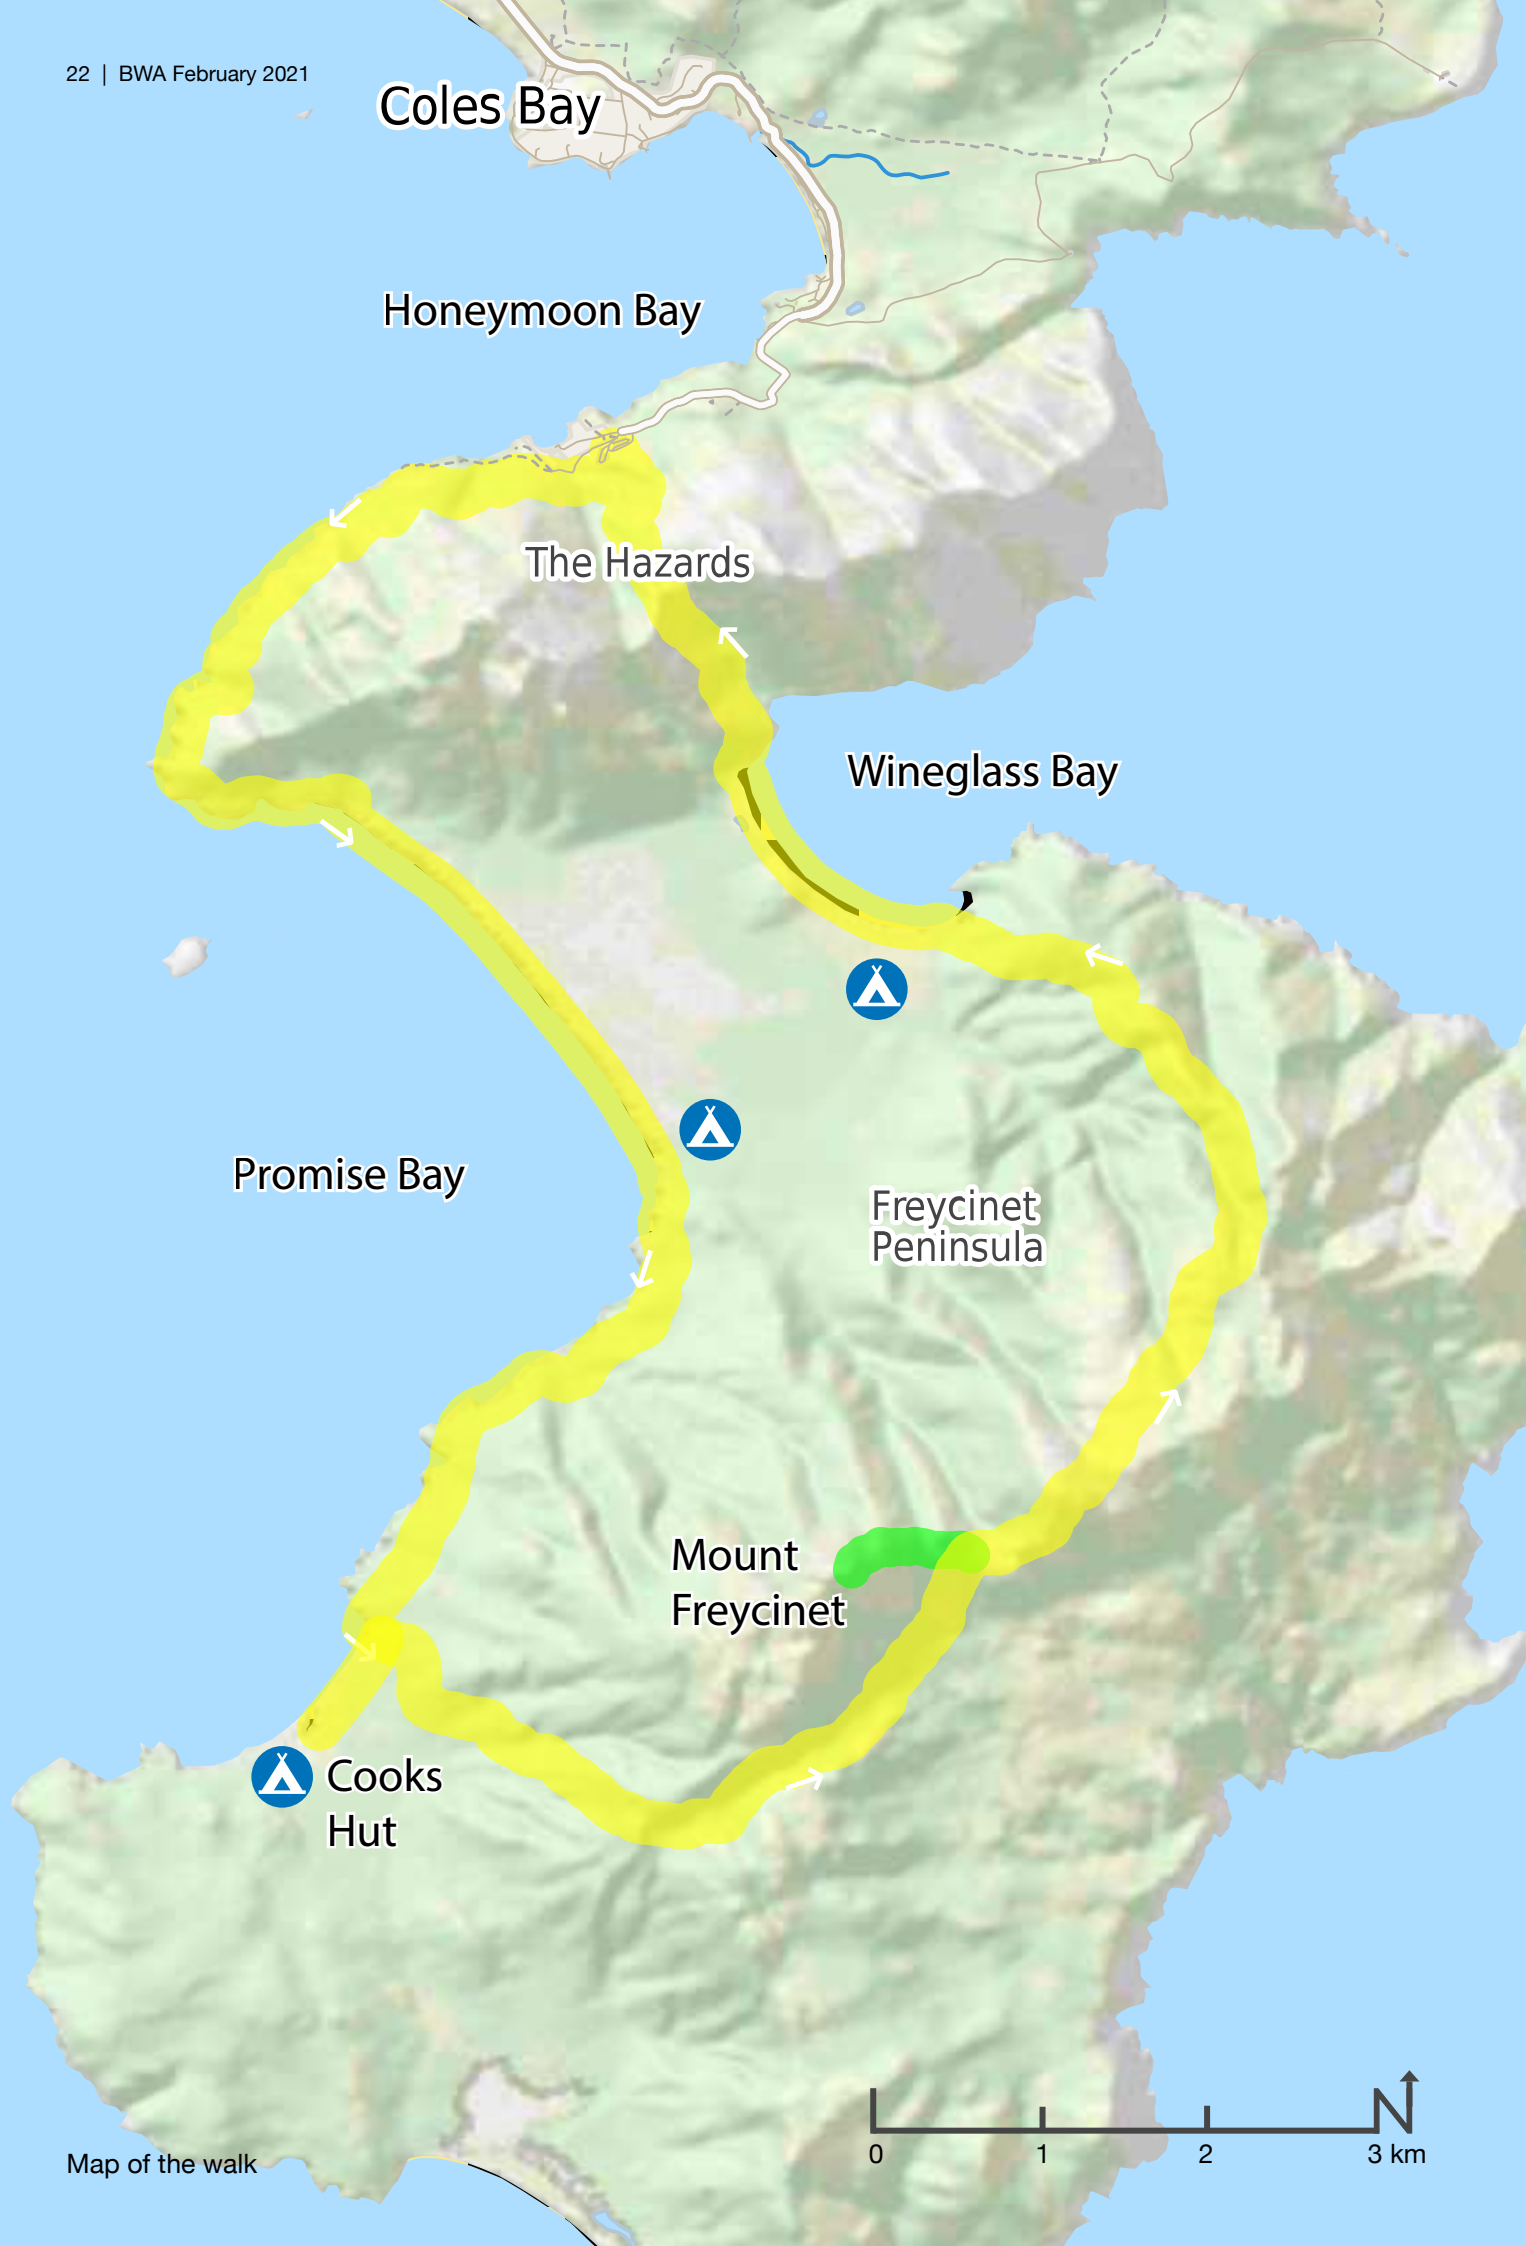 22 | BWA February 2021
Coles Bay
Honeymoon Bay
The Hazards
Wineglass Bay
Promise Bay
Freycinet
Peninsula
Mount
Freycinet
Cooks
Hut
N
0 1 2 3 km
Map of the walk